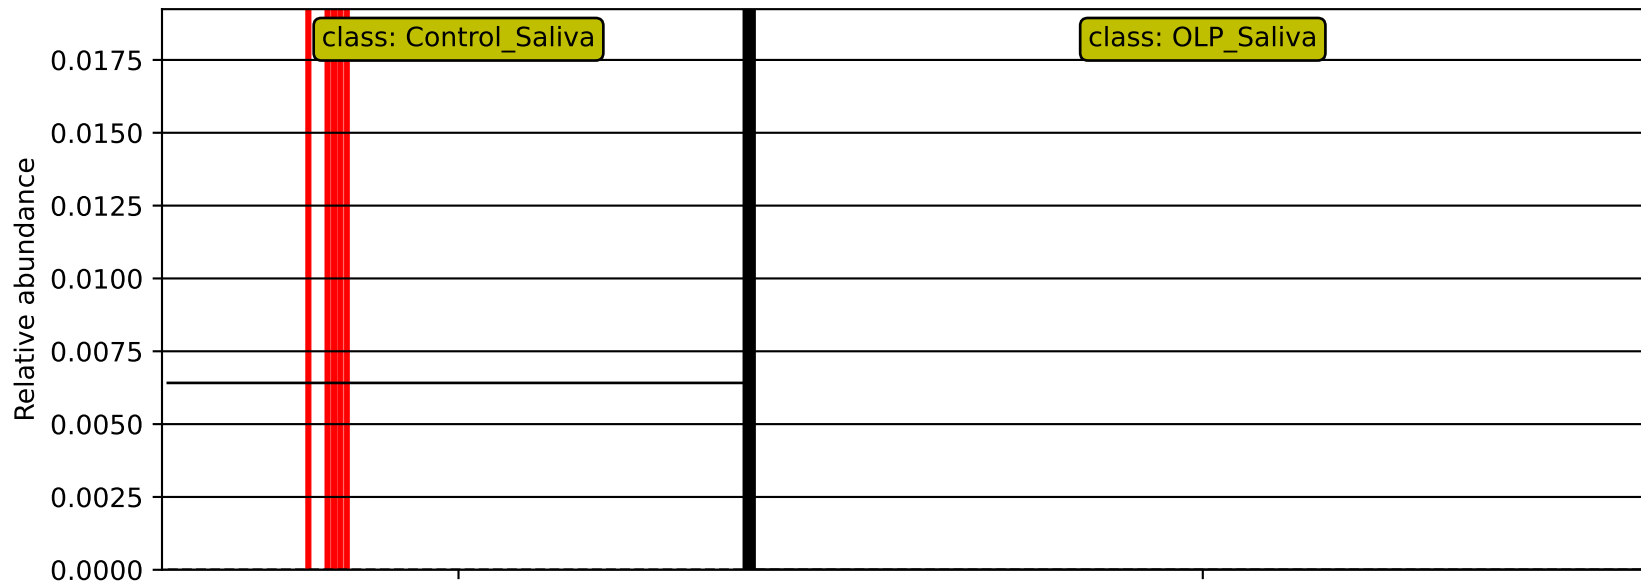 class: Control_Saliva
class: OLP_Saliva
0.0175
0.0150
0.0125
0.0100
0.0075
0.0050
0.0025
0.0000
Relative abundance